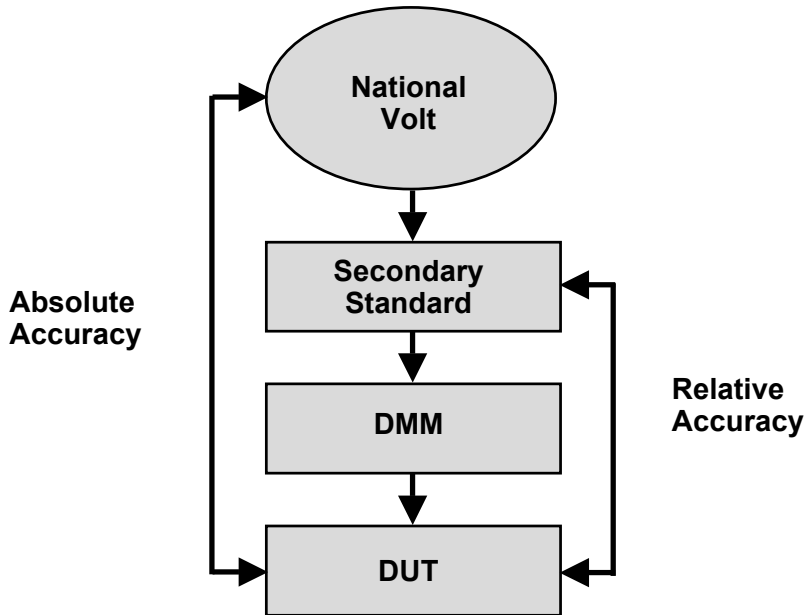 National
Volt
Secondary
Standard
Absolute
Accuracy
DMM
Relative
Accuracy
DUT